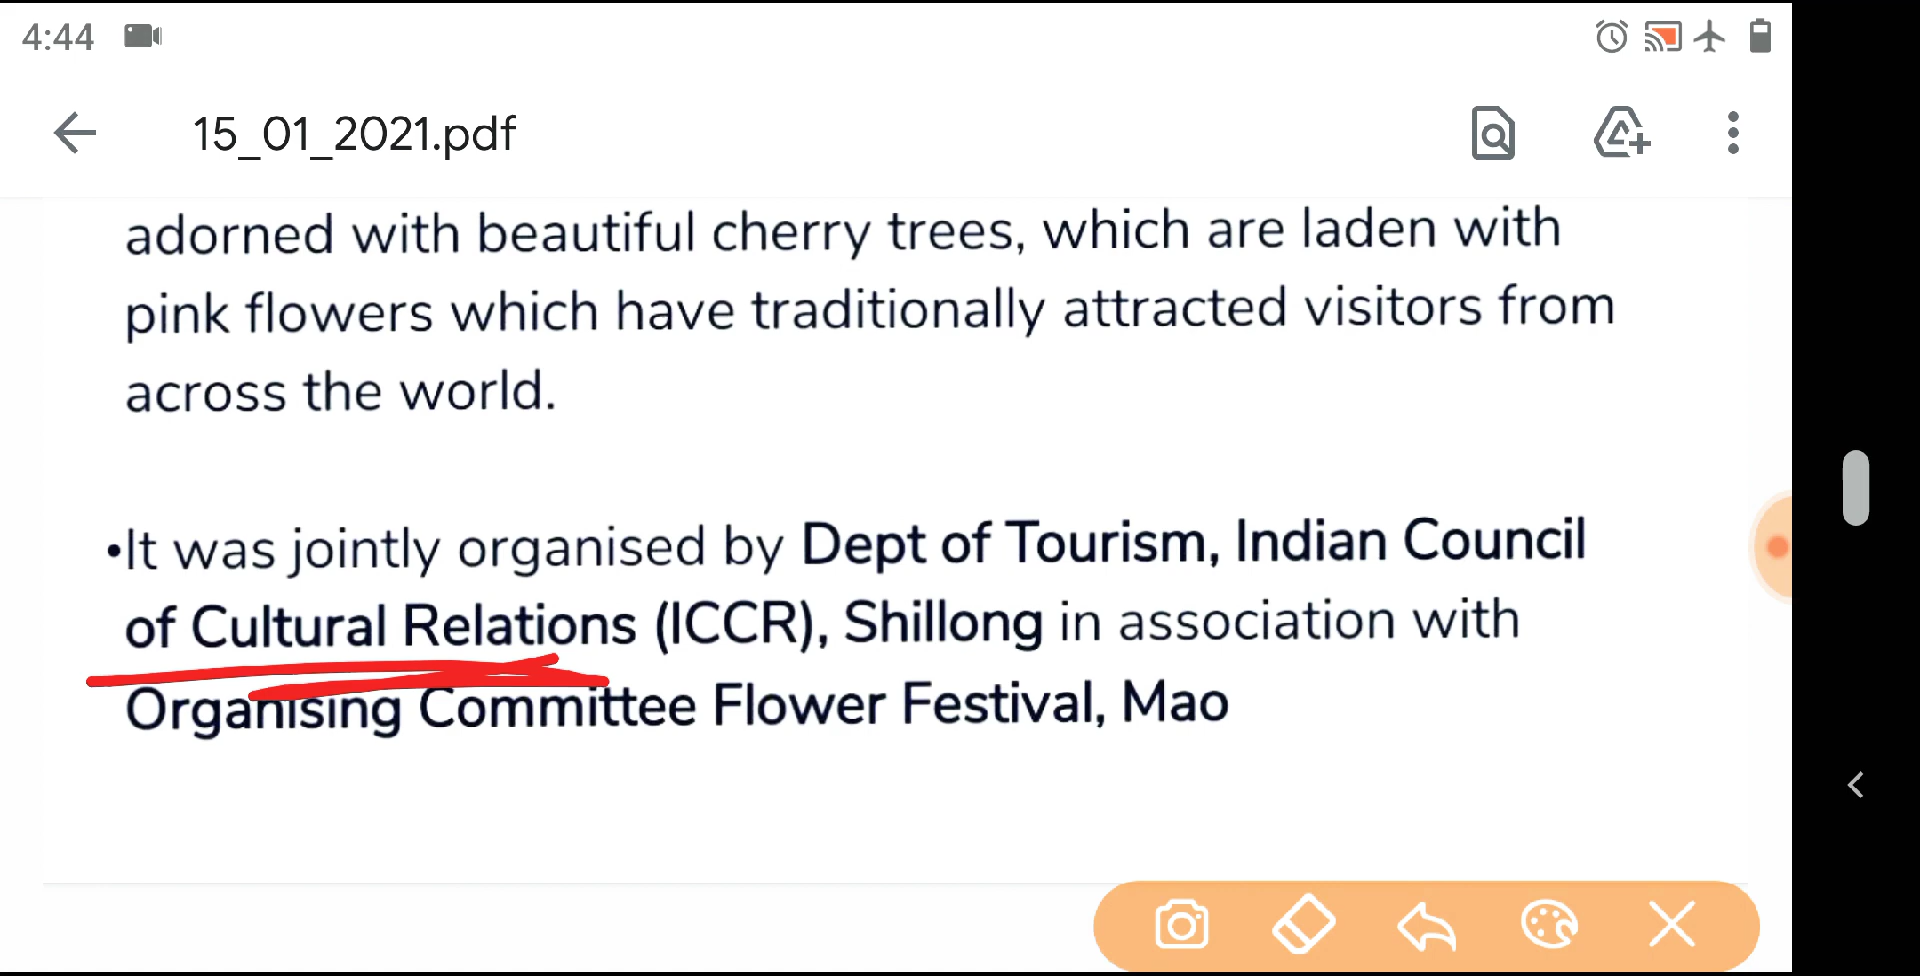 4:44
15_01_2021.pdf
adorned with beautiful cherry trees, which are laden with
pink flowers which have traditionally attracted visitors from
across the world.
•It was jointly organised by Dept of Tourism, Indian Council
of Cultural Relations (ICCR), Shillong in association with
Organising Committee Flower Festival, Mao